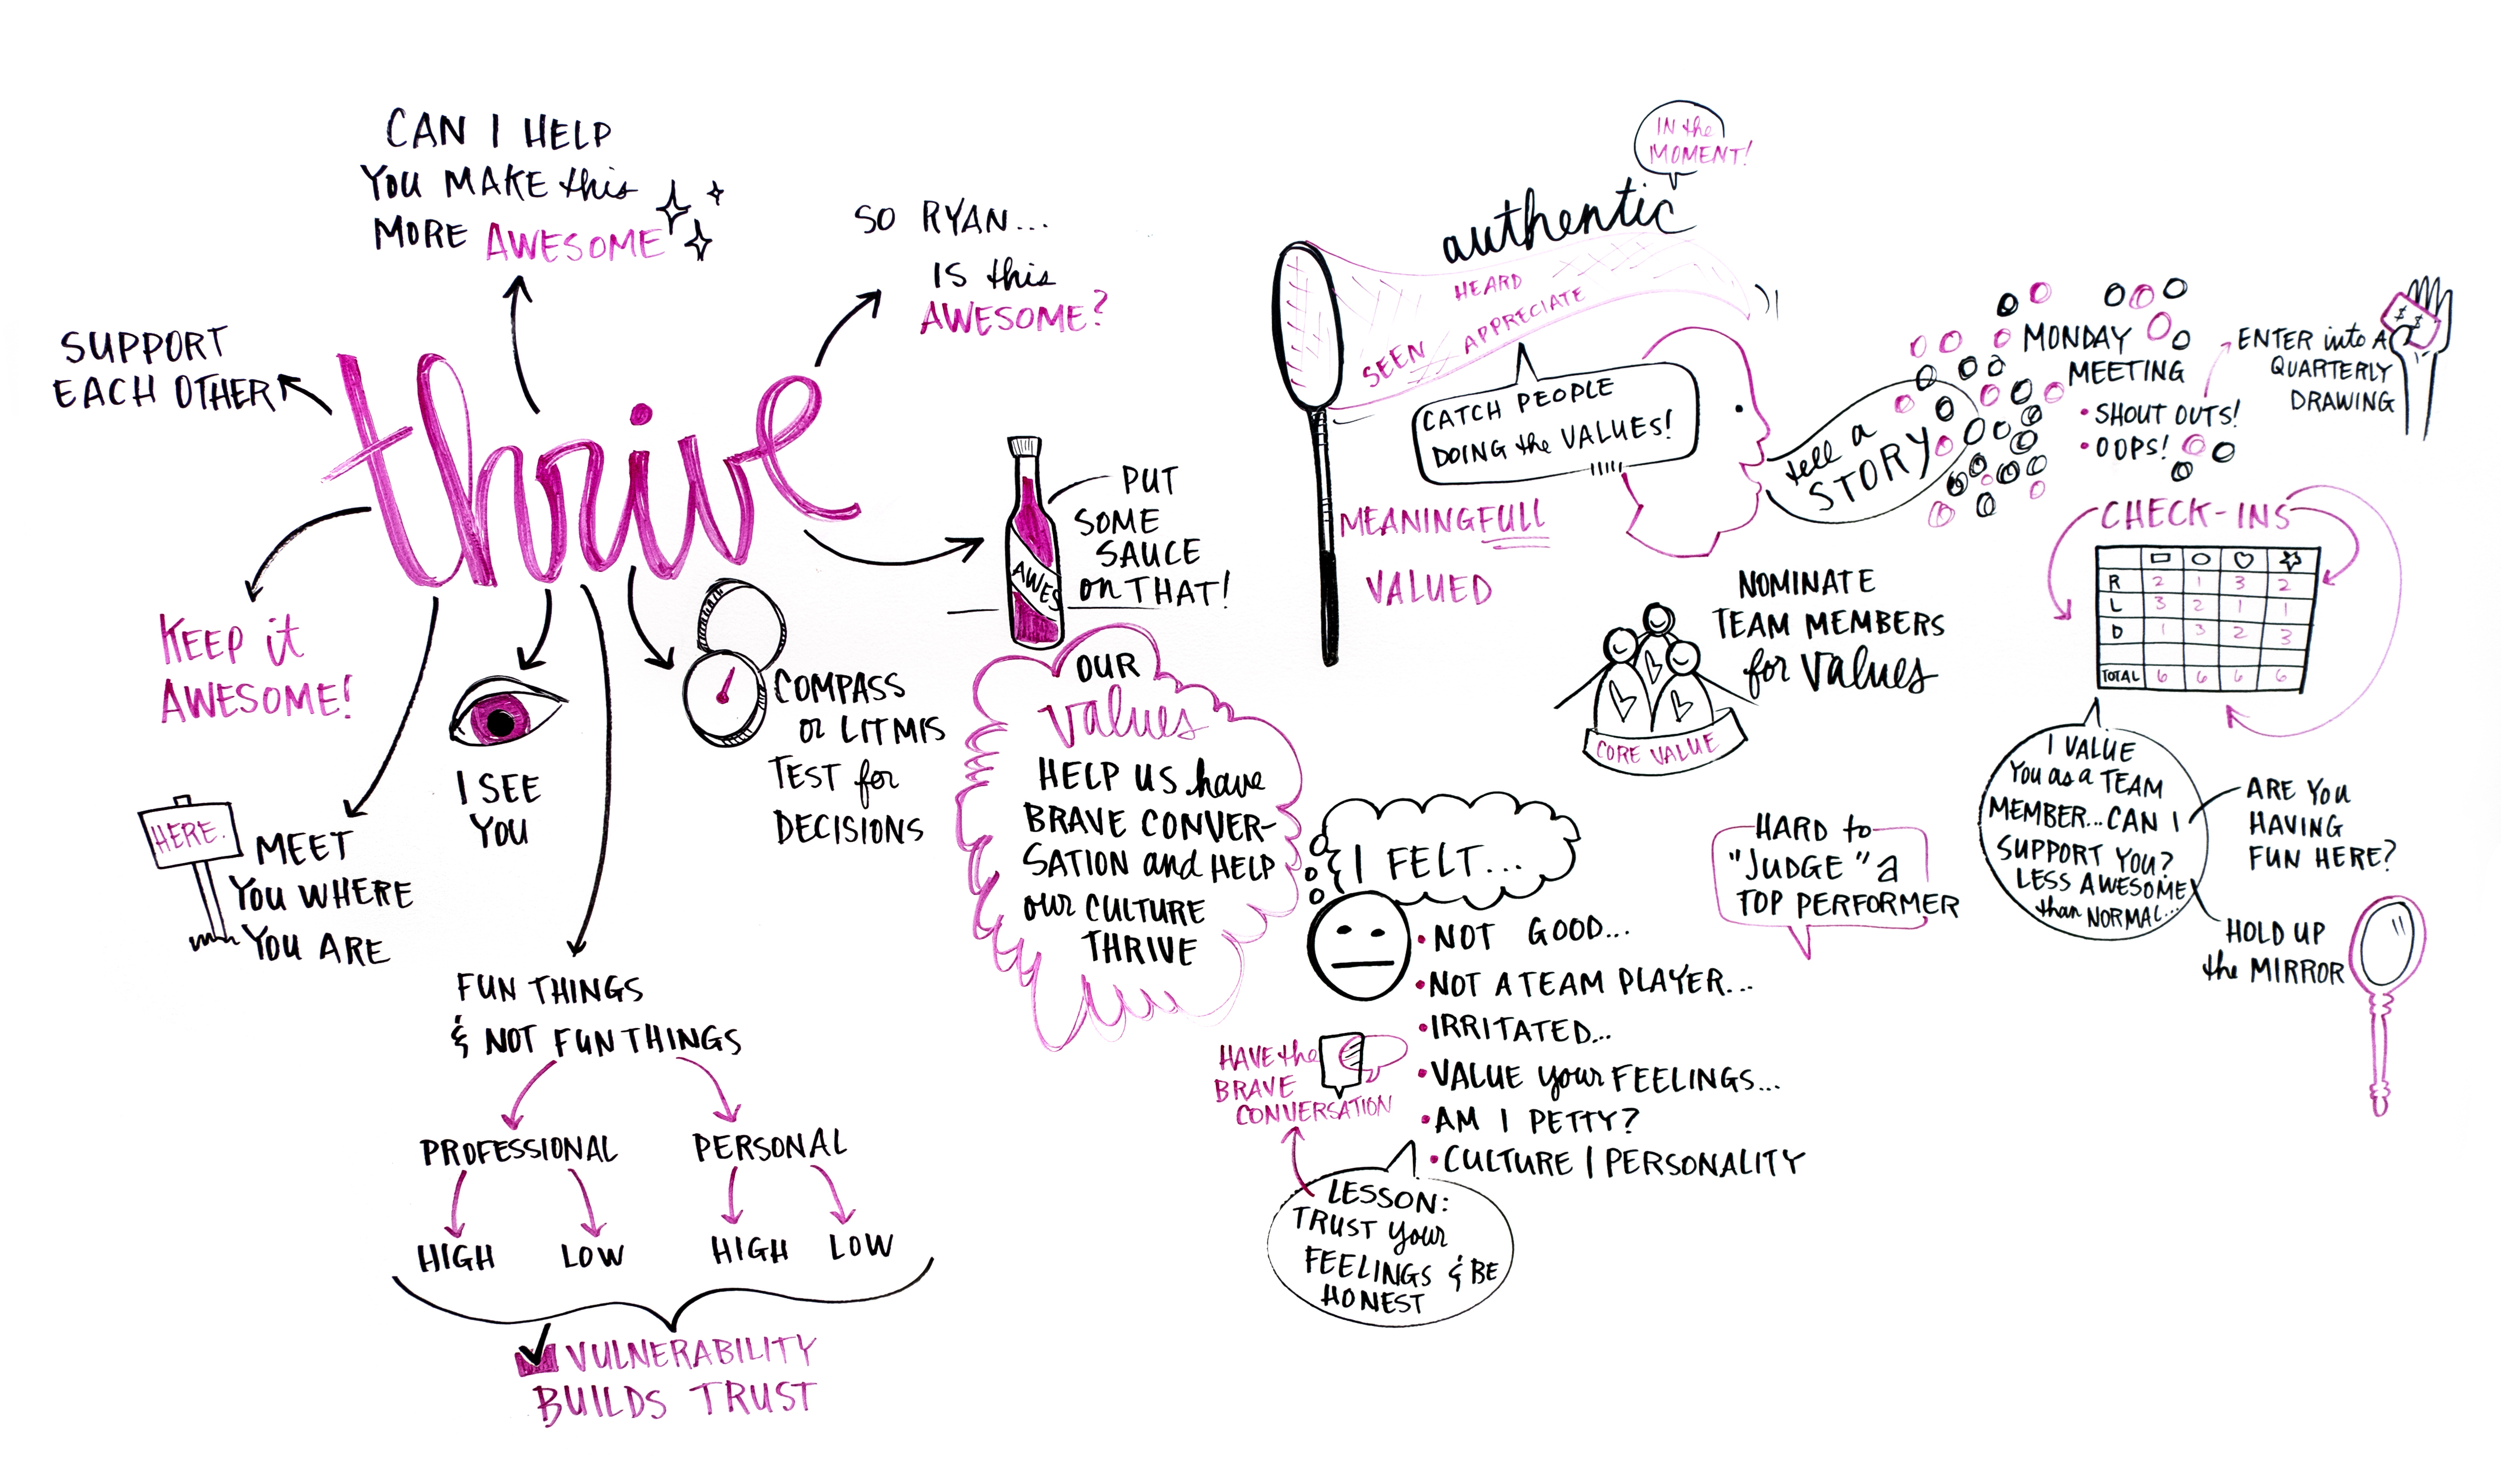 CAN I HELP
YOU MAKE this
MORE AWESOME
SO RYAN...
IS this
AWESOME?
SUPPORT
EACH OTHER
thrive
KEEP it
AWESOME!
HERE.
MEET
YOU WHERE
YOU ARE
I SEE
YOU
COMPASS
or LITMIS
TEST for
DECISIONS
AWES
PUT
SOME
SAUCE
on THAT!
FUN THINGS
& NOT FUN THINGS
PROFESSIONAL
PERSONAL
HIGH
LOW
HIGH
LOW
VULNERABILITY
BUILDS TRUST
OUR
values
HELP US have
BRAVE CONVER-
SATION and HELP
our CULTURE
THRIVE
IN the
MOMENT!
authentic
HEARD
SEEN
APPRECIATE
CATCH PEOPLE
DOING the VALUES!
MEANINGFULL
VALUED
tell a
STORY
MONDAY
MEETING
• SHOUT OUTS!
• OOPS!
ENTER into A
QUARTERLY
DRAWING
$ $
NOMINATE
TEAM MEMBERS
for values
CORE VALUE
CHECK-INS
R 2 1 3 2
L 3 2 1 1
D 1 3 2 3
TOTAL 6 6 6 6
I VALUE
You as a TEAM
MEMBER... CAN I
SUPPORT YOU?
LESS AWESOME
than NORMAL...
ARE YOU
HAVING
FUN HERE?
HOLD UP
the MIRROR
I FELT...
• NOT GOOD...
• NOT A TEAM PLAYER...
• IRRITATED...
• VALUE your FEELINGS...
• AM I PETTY?
• CULTURE | PERSONALITY
HARD to
"JUDGE" a
TOP PERFORMER
HAVE the
BRAVE
CONVERSATION
LESSON:
TRUST your
FEELINGS & BE
HONEST